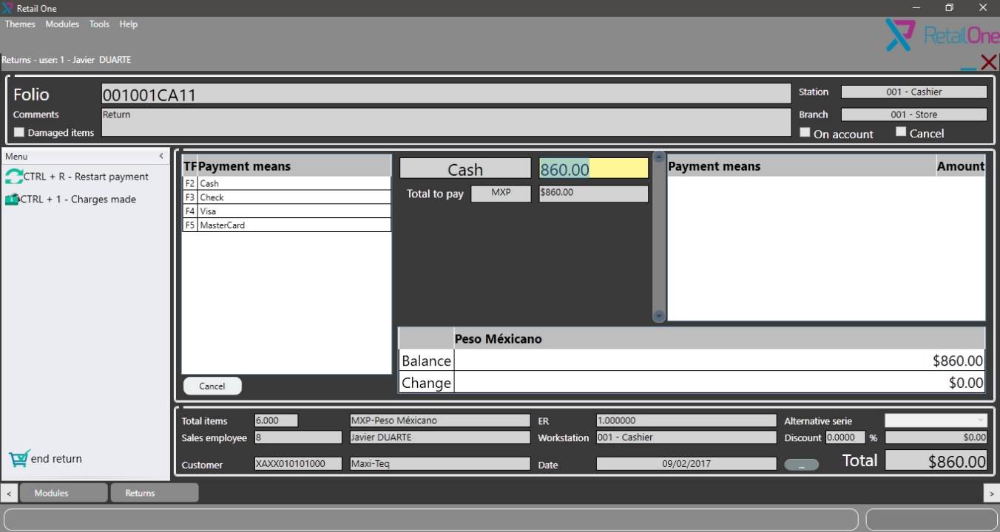 Retail One
Themes Modules Tools Help
RetailOne
Returns - user: 1 - Javier DUARTE
Folio 001001CA11 Station 001 - Cashier
Comments Return Branch 001 - Store
Damaged items On account Cancel
Menu <
CTRL + R - Restart payment
CTRL + 1 - Charges made
end return
TF Payment means
F2 Cash
F3 Check
F4 Visa
F5 MasterCard
Cancel
Cash 860.00
Total to pay MXP $860.00
Payment means Amount
Peso Méxicano
Balance $860.00
Change $0.00
Total items 6.000 MXP-Peso Méxicano ER 1.000000 Alternative serie
Sales employee 8 Javier DUARTE Workstation 001 - Cashier Discount 0.0000 % $0.00
Customer XAXX010101000 Maxi-Teq Date 09/02/2017 ... Total $860.00
< Modules Returns >